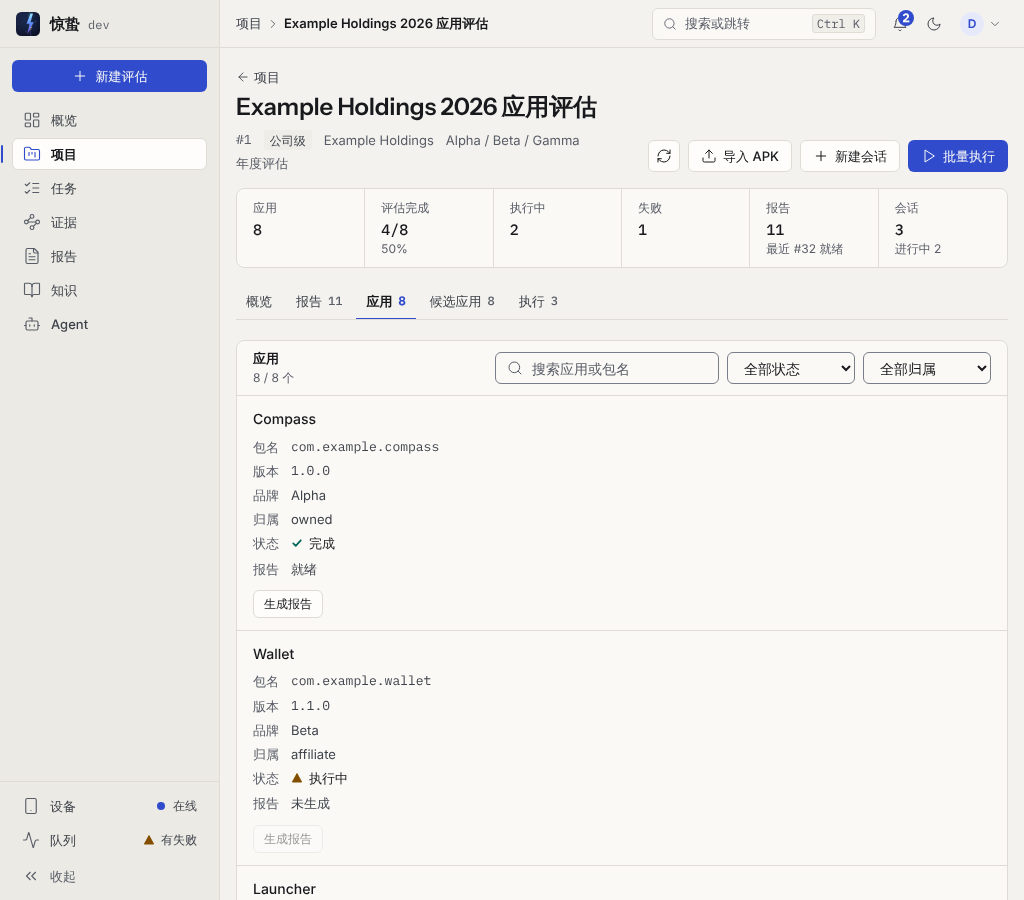 惊蛰 dev
新建评估
概览
项目
任务
证据
报告
知识
Agent
设备 在线
队列 有失败
收起
项目 Example Holdings 2026 应用评估
搜索或跳转 Ctrl K
2
D
项目
Example Holdings 2026 应用评估
#1 公司级 Example Holdings Alpha / Beta / Gamma
年度评估
导入 APK
新建会话
批量执行
应用
8
评估完成
4/8
50%
执行中
2
失败
1
报告
11
最近 #32 就绪
会话
3
进行中 2
概览 报告 11 应用 8 候选应用 8 执行 3
应用
8 / 8 个
搜索应用或包名
全部状态
全部归属
Compass
包名 com.example.compass
版本 1.0.0
品牌 Alpha
归属 owned
状态 完成
报告 就绪
生成报告
Wallet
包名 com.example.wallet
版本 1.1.0
品牌 Beta
归属 affiliate
状态 执行中
报告 未生成
生成报告
Launcher